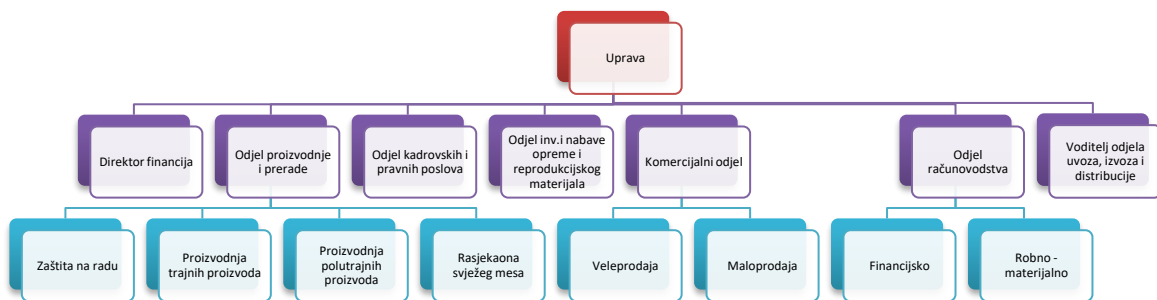 Uprava
Direktor financija
Odjel proizvodnje
i prerade
Odjel kadrovskih i
pravnih poslova
Odjel inv.i nabave
opreme i
reprodukcijskog
materijala
Komercijalni odjel
Odjel
računovodstva
Voditelj odjela
uvoza, izvoza i
distribucije
Zaštita na radu
Proizvodnja
trajnih proizvoda
Proizvodnja
polutrajnih
proizvoda
Rasjekaona
svježeg mesa
Veleprodaja
Maloprodaja
Financijsko
Robno -
materijalno